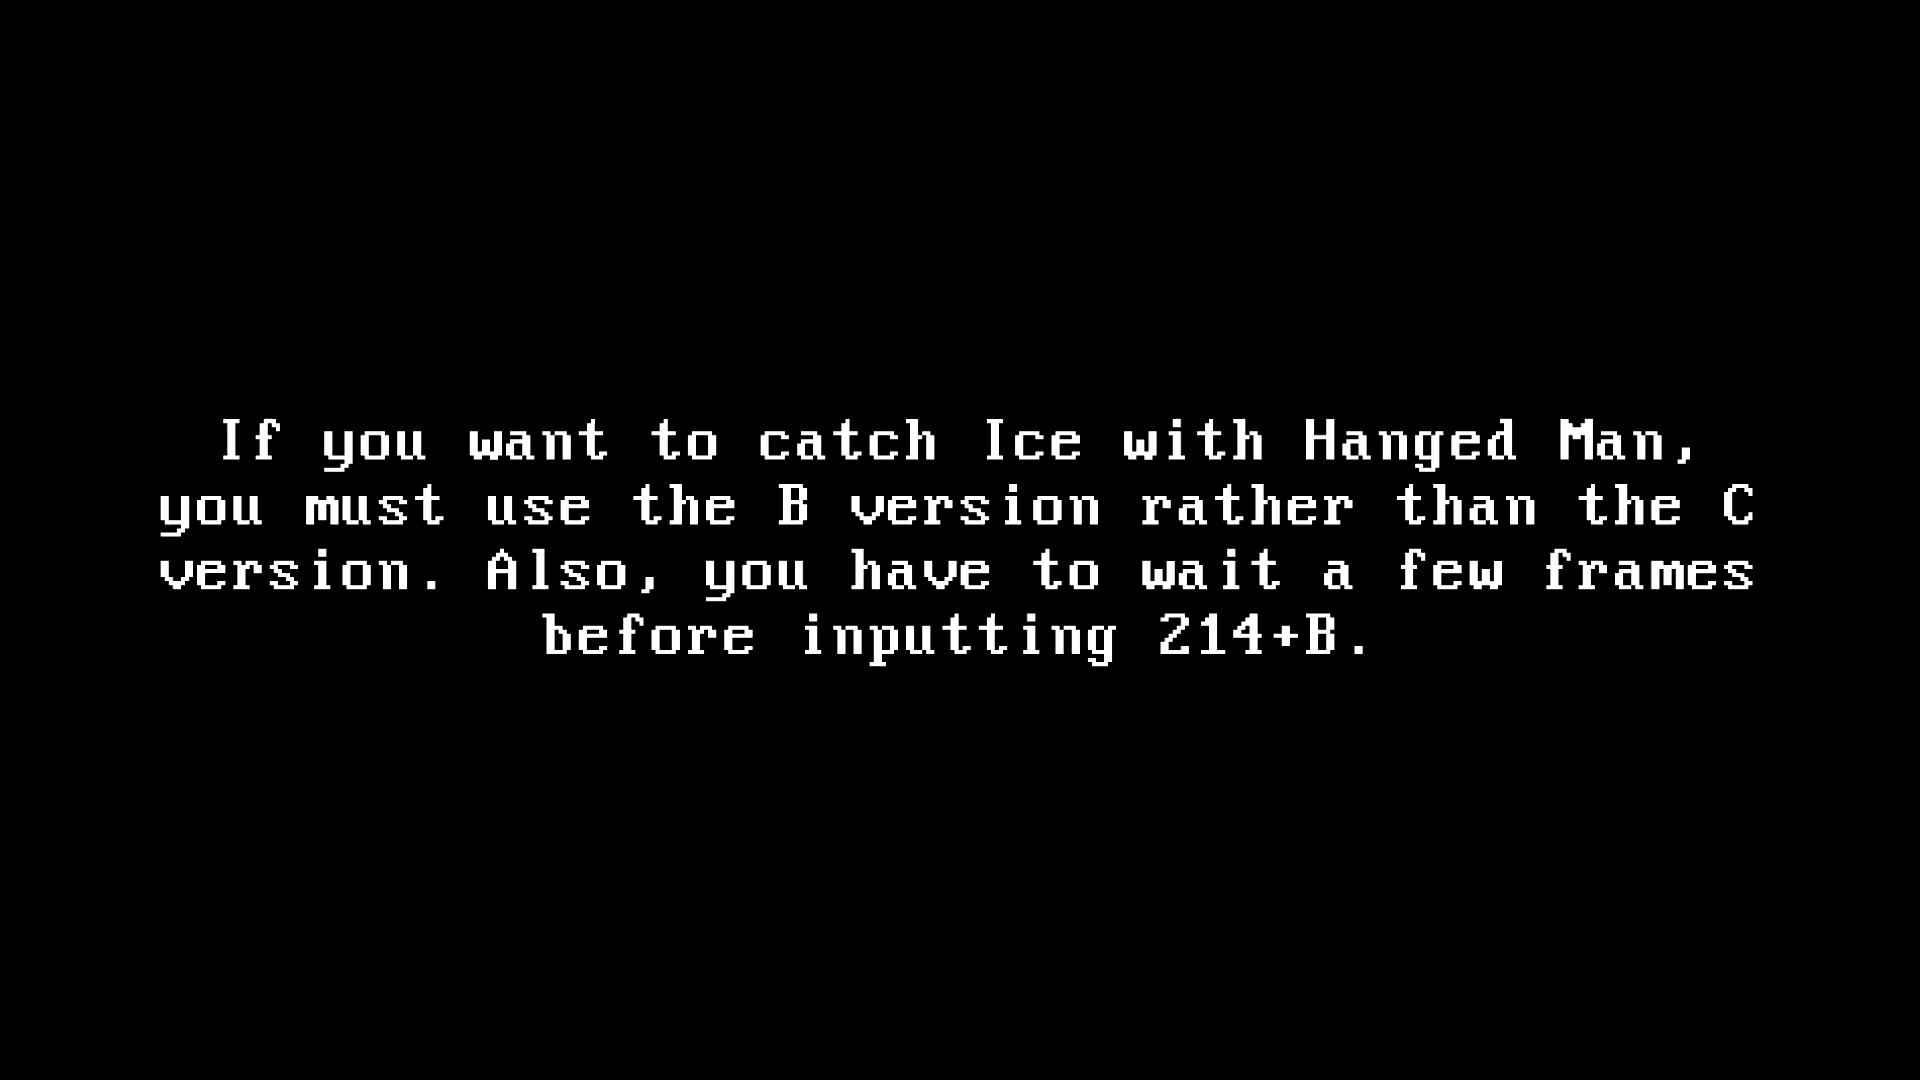 If you want to catch Ice with Hanged Man,
you must use the B version rather than the C
version. Also, you have to wait a few frames
before inputting 214+B.